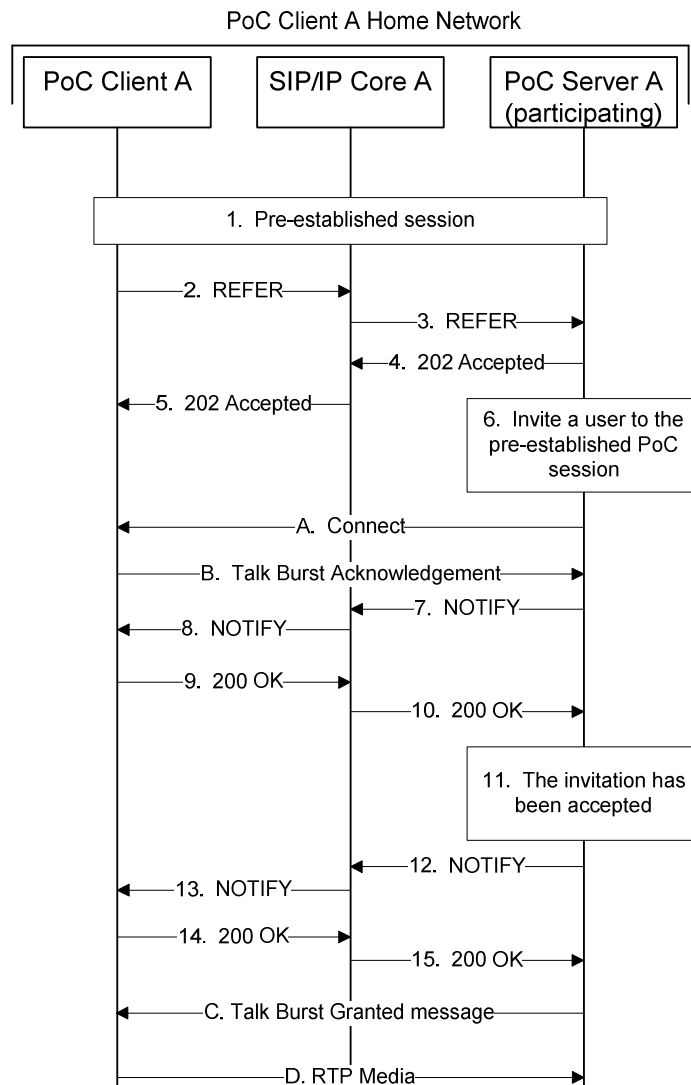 PoC Client A Home Network
PoC Client A
SIP/IP Core A
PoC Server A
(participating)
1. Pre-established session
2. REFER
3. REFER
4. 202 Accepted
5. 202 Accepted
6. Invite a user to the
pre-established PoC
session
A. Connect
B. Talk Burst Acknowledgement
7. NOTIFY
8. NOTIFY
9. 200 OK
10. 200 OK
11. The invitation has
been accepted
12. NOTIFY
13. NOTIFY
14. 200 OK
15. 200 OK
C. Talk Burst Granted message
D. RTP Media